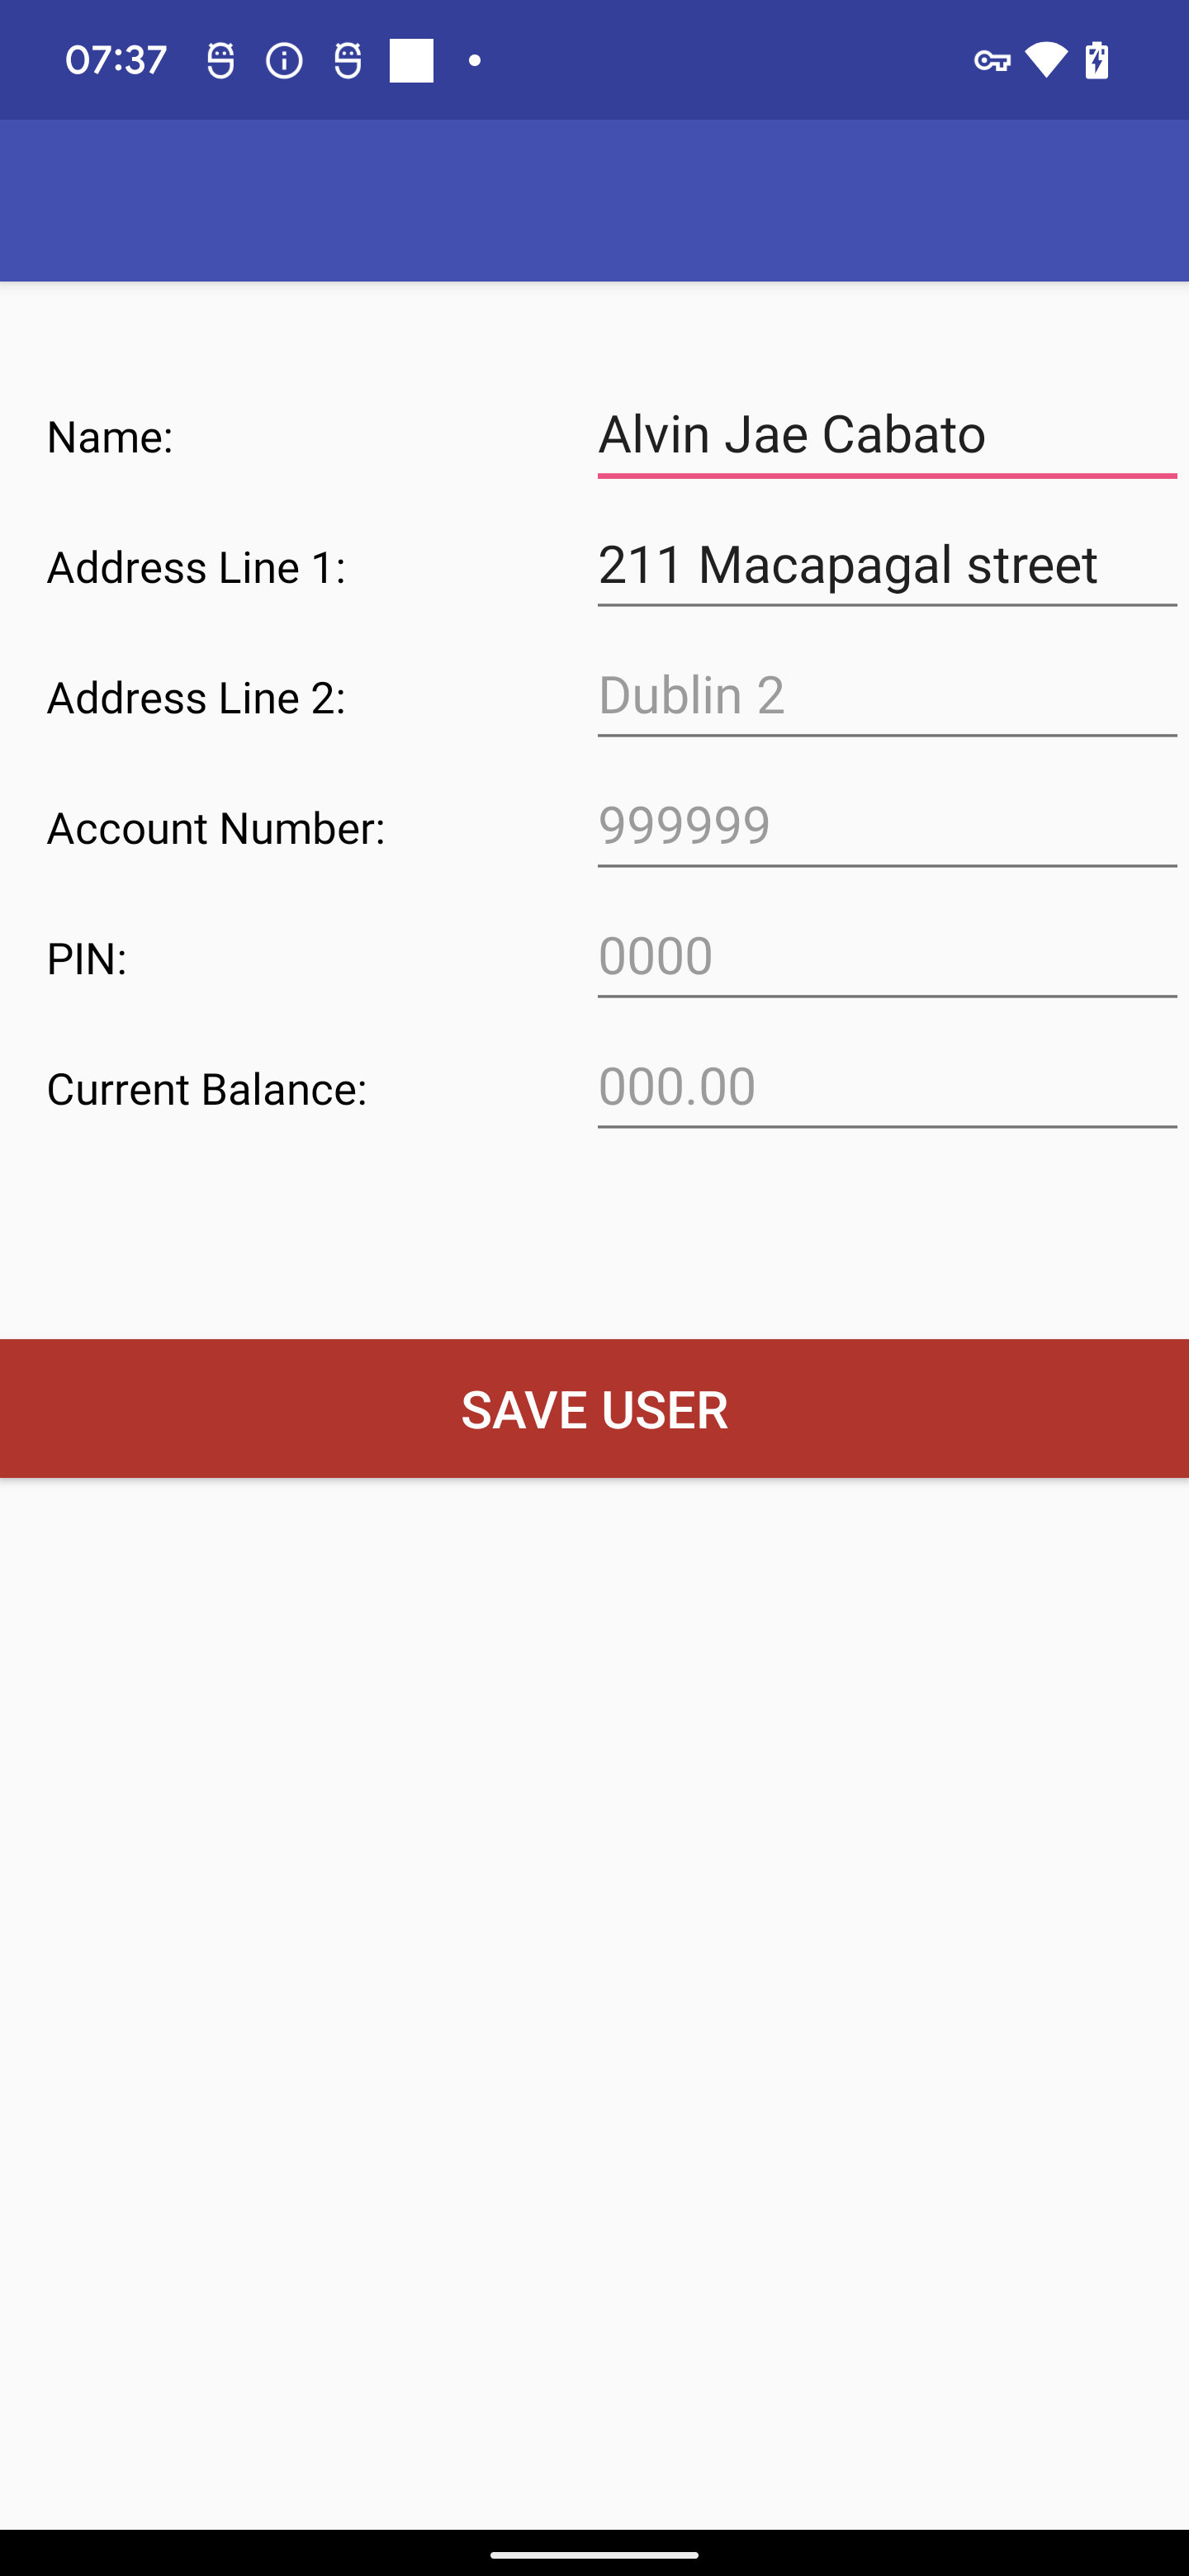 07:37
Name: Alvin Jae Cabato
Address Line 1: 211 Macapagal street
Address Line 2: Dublin 2
Account Number: 999999
PIN: 0000
Current Balance: 000.00
SAVE USER